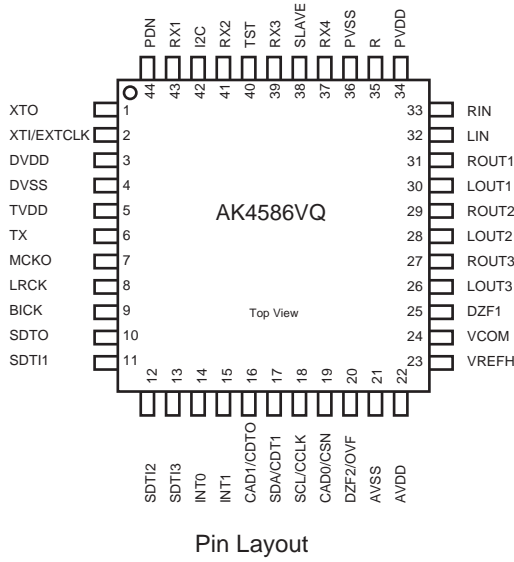 PDN
RX1
I2C
RX2
TST
RX3
SLAVE
RX4
PVSS
R
PVDD
44
43
42
41
40
39
38
37
36
35
34
XTO 1
XTI/EXTCLK 2
DVDD 3
DVSS 4
TVDD 5
TX 6
MCKO 7
LRCK 8
BICK 9
SDTO 10
SDTI1 11
AK4586VQ
Top View
33 RIN
32 LIN
31 ROUT1
30 LOUT1
29 ROUT2
28 LOUT2
27 ROUT3
26 LOUT3
25 DZF1
24 VCOM
23 VREFH
12
13
14
15
16
17
18
19
20
21
22
SDTI2
SDTI3
INT0
INT1
CAD1/CDTO
SDA/CDT1
SCL/CCLK
CAD0/CSN
DZF2/OVF
AVSS
AVDD
Pin Layout